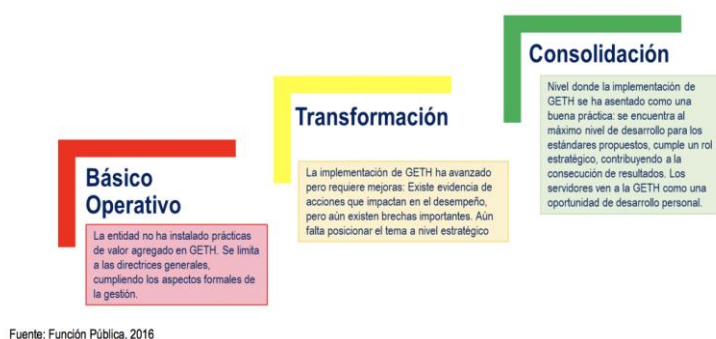 Básico
Operativo
La entidad no ha instalado prácticas
de valor agregado en GETH. Se limita
a las directrices generales,
cumpliendo los aspectos formales de
la gestión.
Transformación
La implementación de GETH ha avanzado
pero requiere mejoras: Existe evidencia de
acciones que impactan en el desempeño,
pero aún existen brechas importantes. Aún
falta posicionar el tema a nivel estratégico
Consolidación
Nivel donde la implementación de
GETH se ha asentado como una
buena práctica: se encuentra al
máximo nivel de desarrollo para los
estándares propuestos, cumple un rol
estratégico, contribuyendo a la
consecución de resultados. Los
servidores ven a la GETH como una
oportunidad de desarrollo personal.
Fuente: Función Pública, 2016